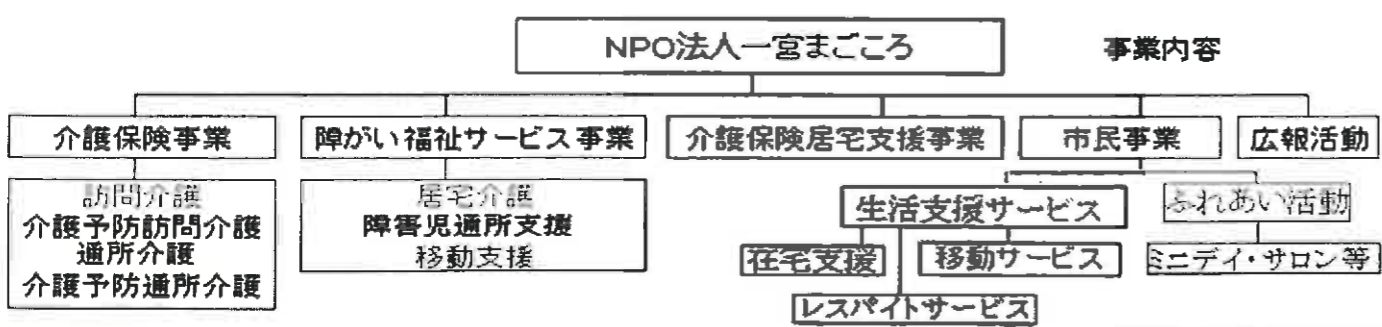 NPO法人一宮まごころ
事業内容
介護保険事業
障がい福祉サービス事業
介護保険居宅支援事業
市民事業
広報活動
訪問介護
介護予防訪問介護
通所介護
介護予防通所介護
居宅介護
障害児通所支援
移動支援
生活支援サービス
ふれあい活動
在宅支援
移動サービス
ミニデイ・サロン等
レスパイトサービス